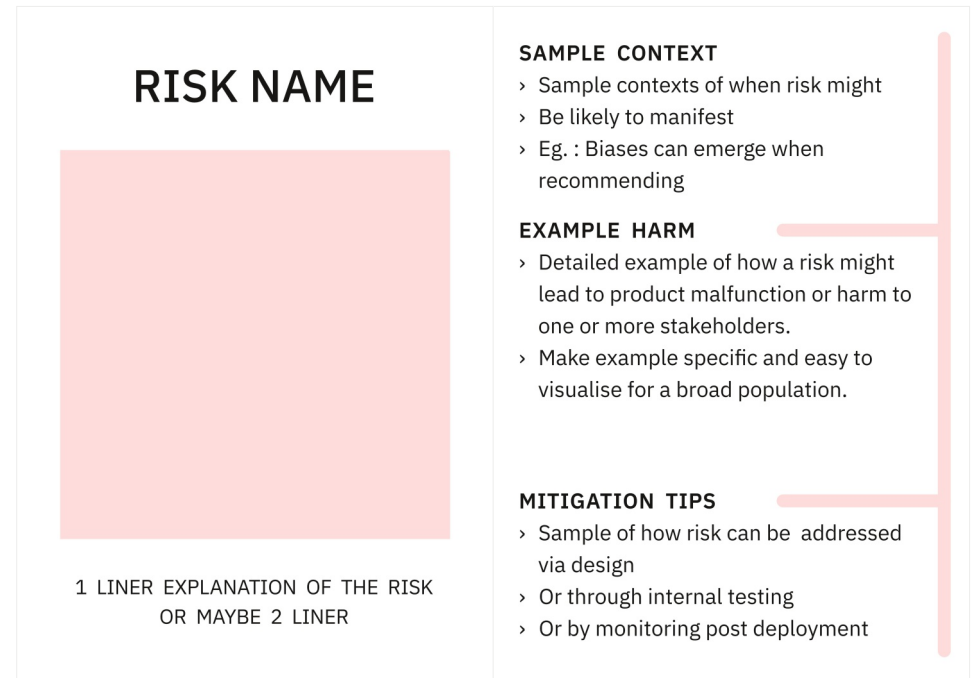 RISK NAME
1 LINER EXPLANATION OF THE RISK
OR MAYBE 2 LINER
SAMPLE CONTEXT
› Sample contexts of when risk might
› Be likely to manifest
› Eg. : Biases can emerge when
recommending
EXAMPLE HARM
› Detailed example of how a risk might
lead to product malfunction or harm to
one or more stakeholders.
› Make example specific and easy to
visualise for a broad population.
MITIGATION TIPS
› Sample of how risk can be addressed
via design
› Or through internal testing
› Or by monitoring post deployment